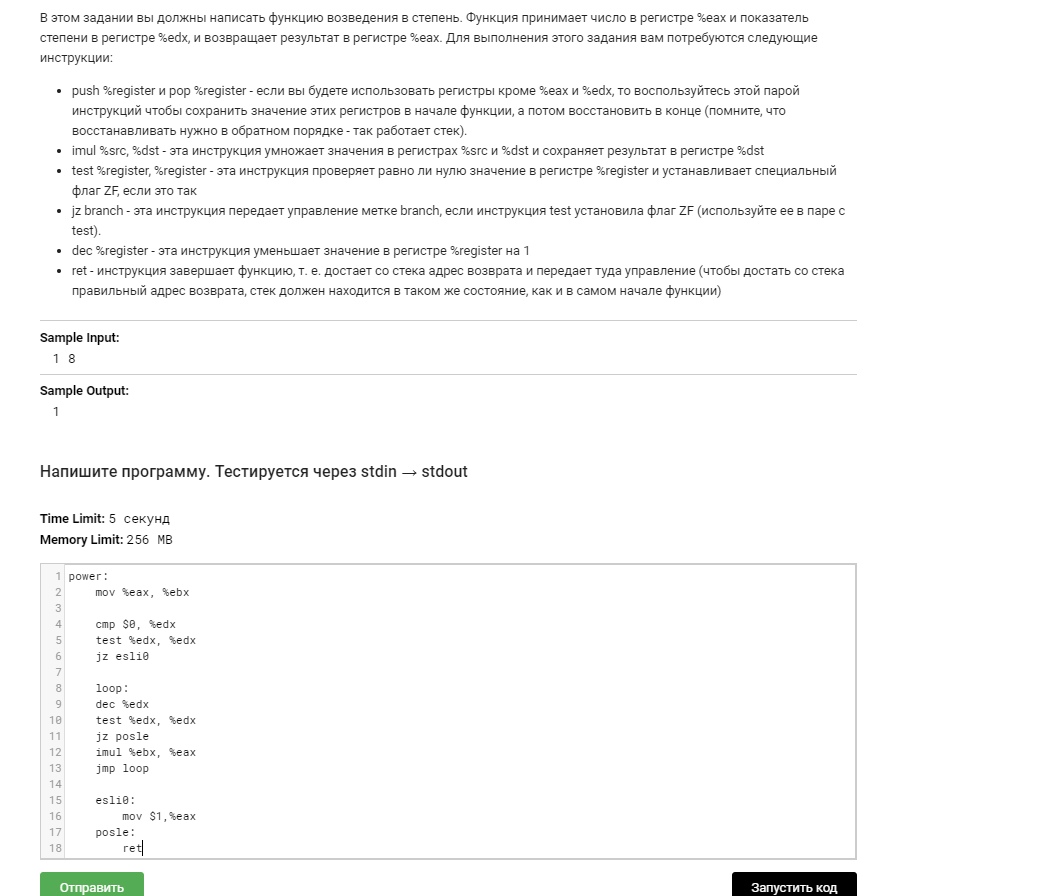 В этом задании вы должны написать функцию возведения в степень. Функция принимает число в регистре %eax и показатель
степени в регистре %edx, и возвращает результат в регистре %eax. Для выполнения этого задания вам потребуются следующие
инструкции:
• push %register и pop %register - если вы будете использовать регистры кроме %eax и %edx, то воспользуйтесь этой парой
инструкций чтобы сохранить значение этих регистров в начале функции, а потом восстановить в конце (помните, что
восстанавливать нужно в обратном порядке - так работает стек).
• imul %src, %dst - эта инструкция умножает значения в регистрах %src и %dst и сохраняет результат в регистре %dst
• test %register, %register - эта инструкция проверяет равно ли нулю значение в регистре %register и устанавливает специальный
флаг ZF, если это так
• jz branch - эта инструкция передает управление метке branch, если инструкция test установила флаг ZF (используйте ее в паре с
test).
• dec %register - эта инструкция уменьшает значение в регистре %register на 1
• ret - инструкция завершает функцию, т. е. достает со стека адрес возврата и передает туда управление (чтобы достать со стека
правильный адрес возврата, стек должен находится в таком же состояние, как и в самом начале функции)
Sample Input:
1 8
Sample Output:
1
Напишите программу. Тестируется через stdin → stdout
Time Limit: 5 секунд
Memory Limit: 256 MB
1 power:
2 mov %eax, %ebx
3
4 cmp $0, %edx
5 test %edx, %edx
6 jz esli0
7
8 loop:
9 dec %edx
10 test %edx, %edx
11 jz posle
12 imul %ebx, %eax
13 jmp loop
14
15 esli0:
16 mov $1,%eax
17 posle:
18 ret
Отправить
Запустить код